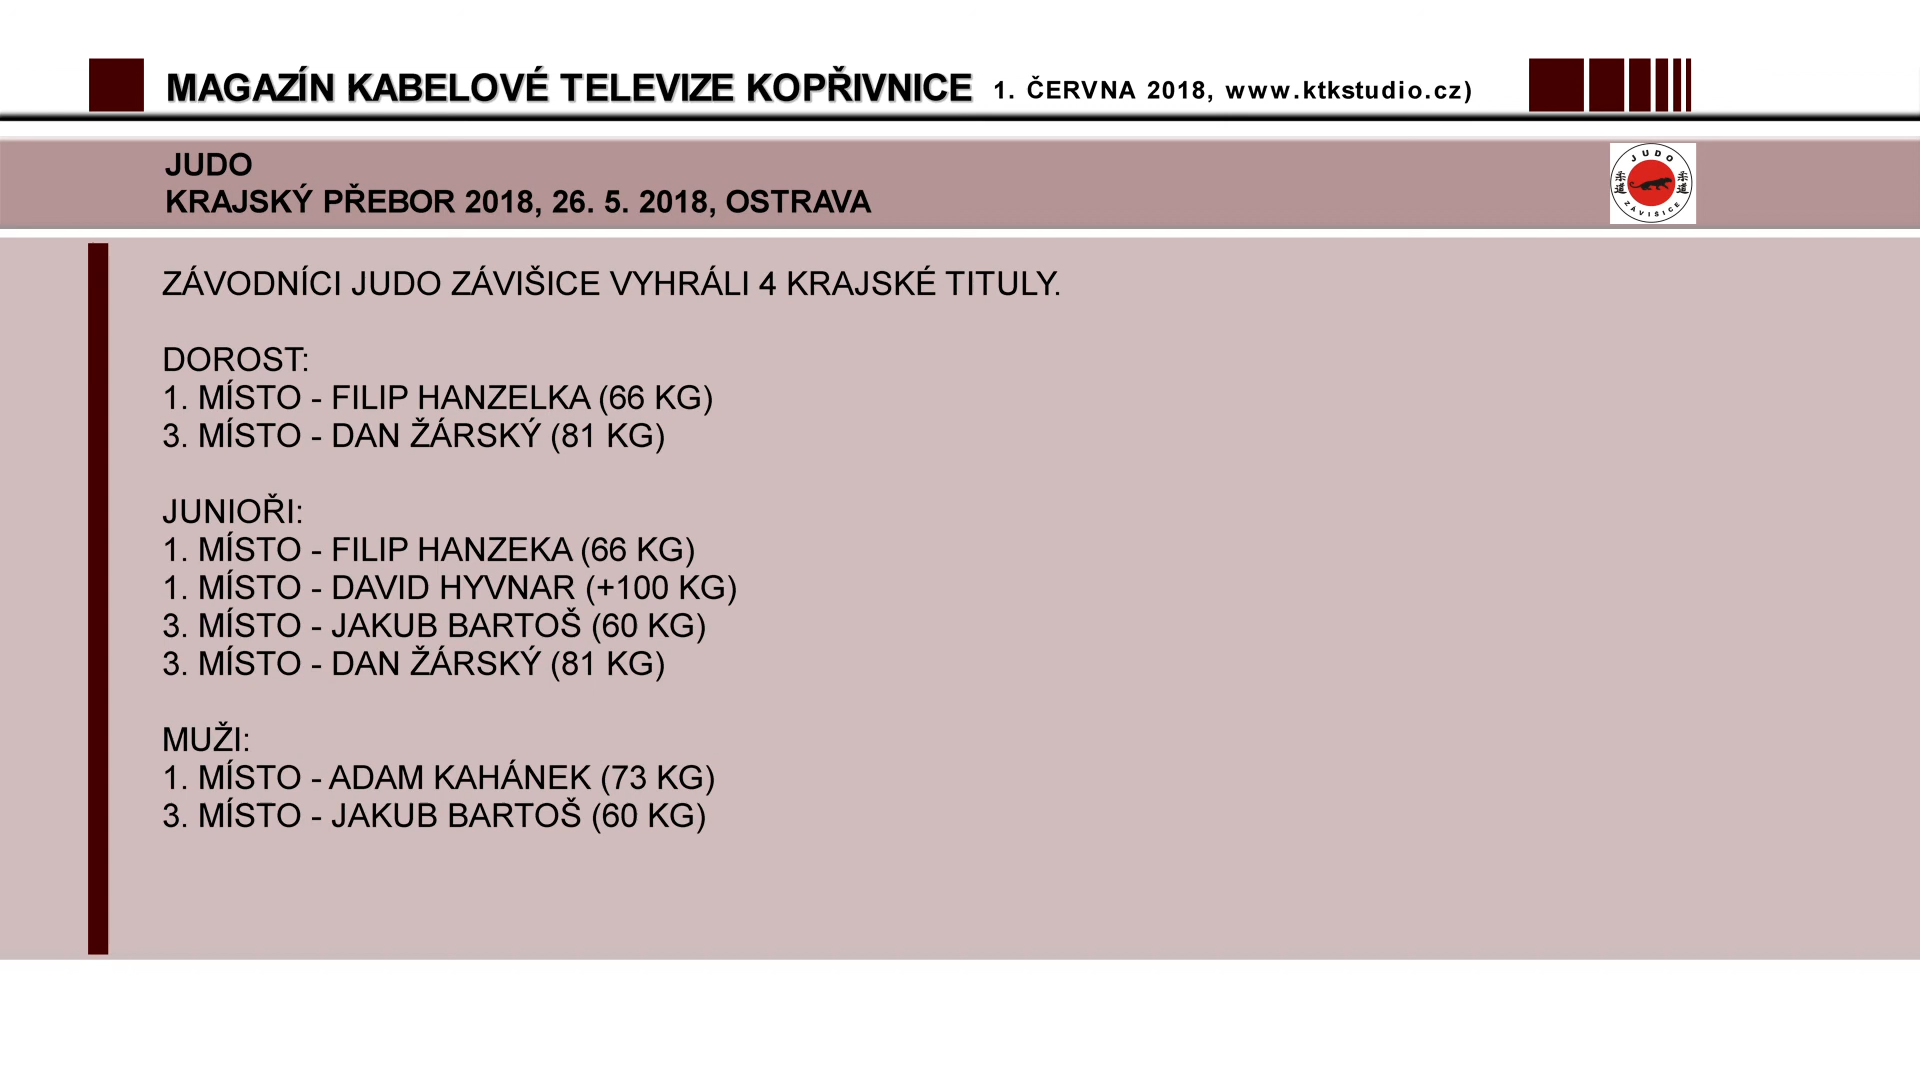 MAGAZÍN KABELOVÉ TELEVIZE KOPŘIVNICE 1. ČERVNA 2018, www.ktkstudio.cz)
JUDO
KRAJSKÝ PŘEBOR 2018, 26. 5. 2018, OSTRAVA
JUDO
ZÁVIŠICE
ZÁVODNÍCI JUDO ZÁVIŠICE VYHRÁLI 4 KRAJSKÉ TITULY.
DOROST:
1. MÍSTO - FILIP HANZELKA (66 KG)
3. MÍSTO - DAN ŽÁRSKÝ (81 KG)
JUNIOŘI:
1. MÍSTO - FILIP HANZEKA (66 KG)
1. MÍSTO - DAVID HYVNAR (+100 KG)
3. MÍSTO - JAKUB BARTOŠ (60 KG)
3. MÍSTO - DAN ŽÁRSKÝ (81 KG)
MUŽI:
1. MÍSTO - ADAM KAHÁNEK (73 KG)
3. MÍSTO - JAKUB BARTOŠ (60 KG)